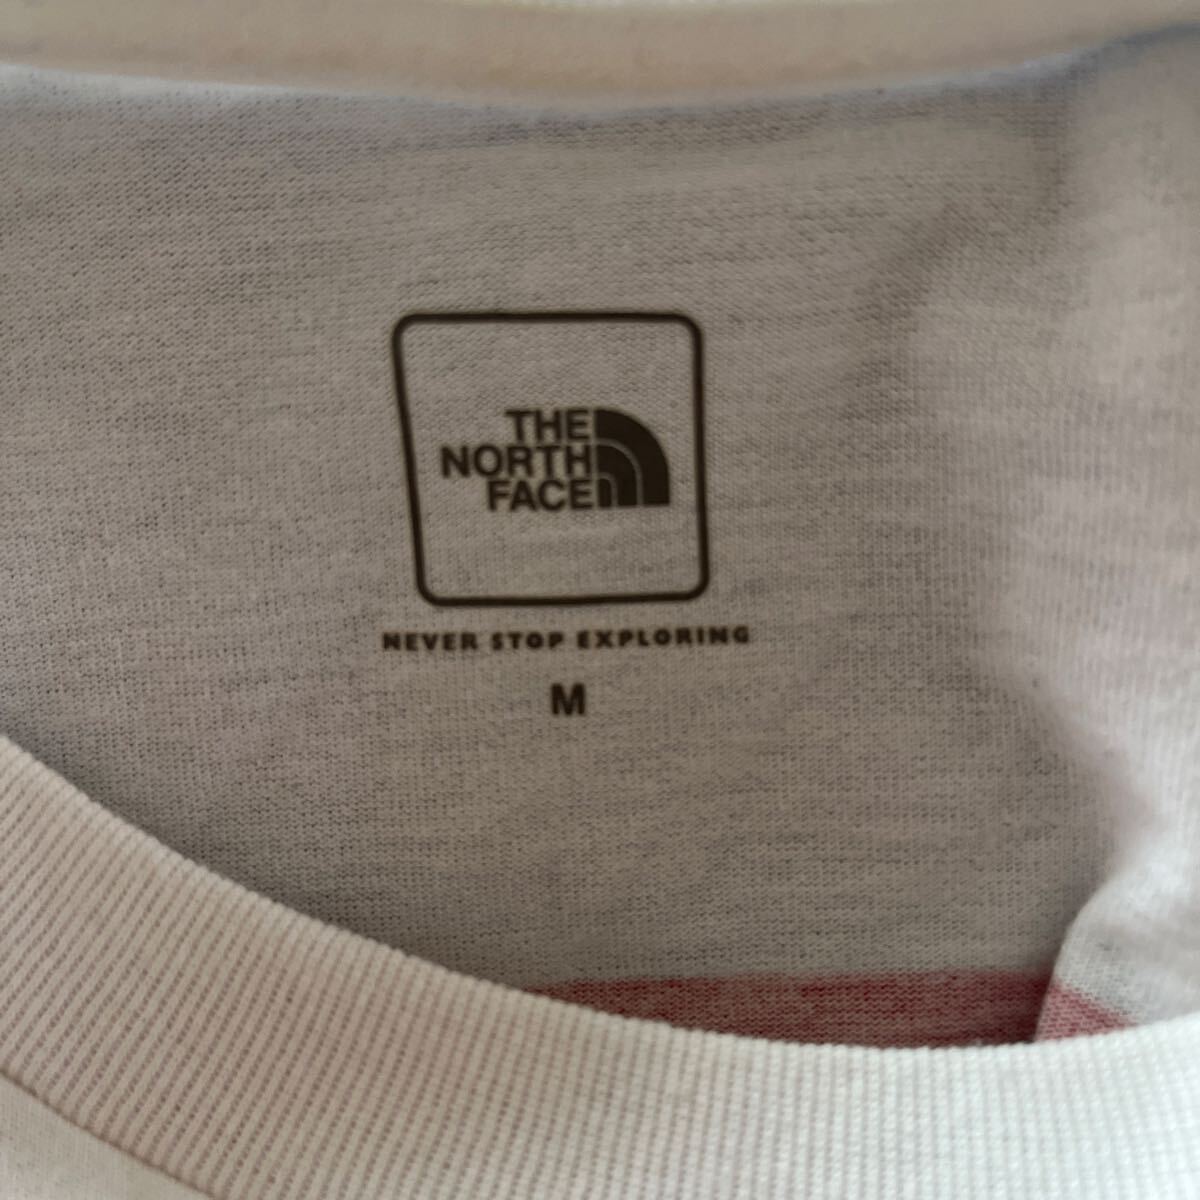 THE
NORTH
FACE
NEVER STOP EXPLORING
M